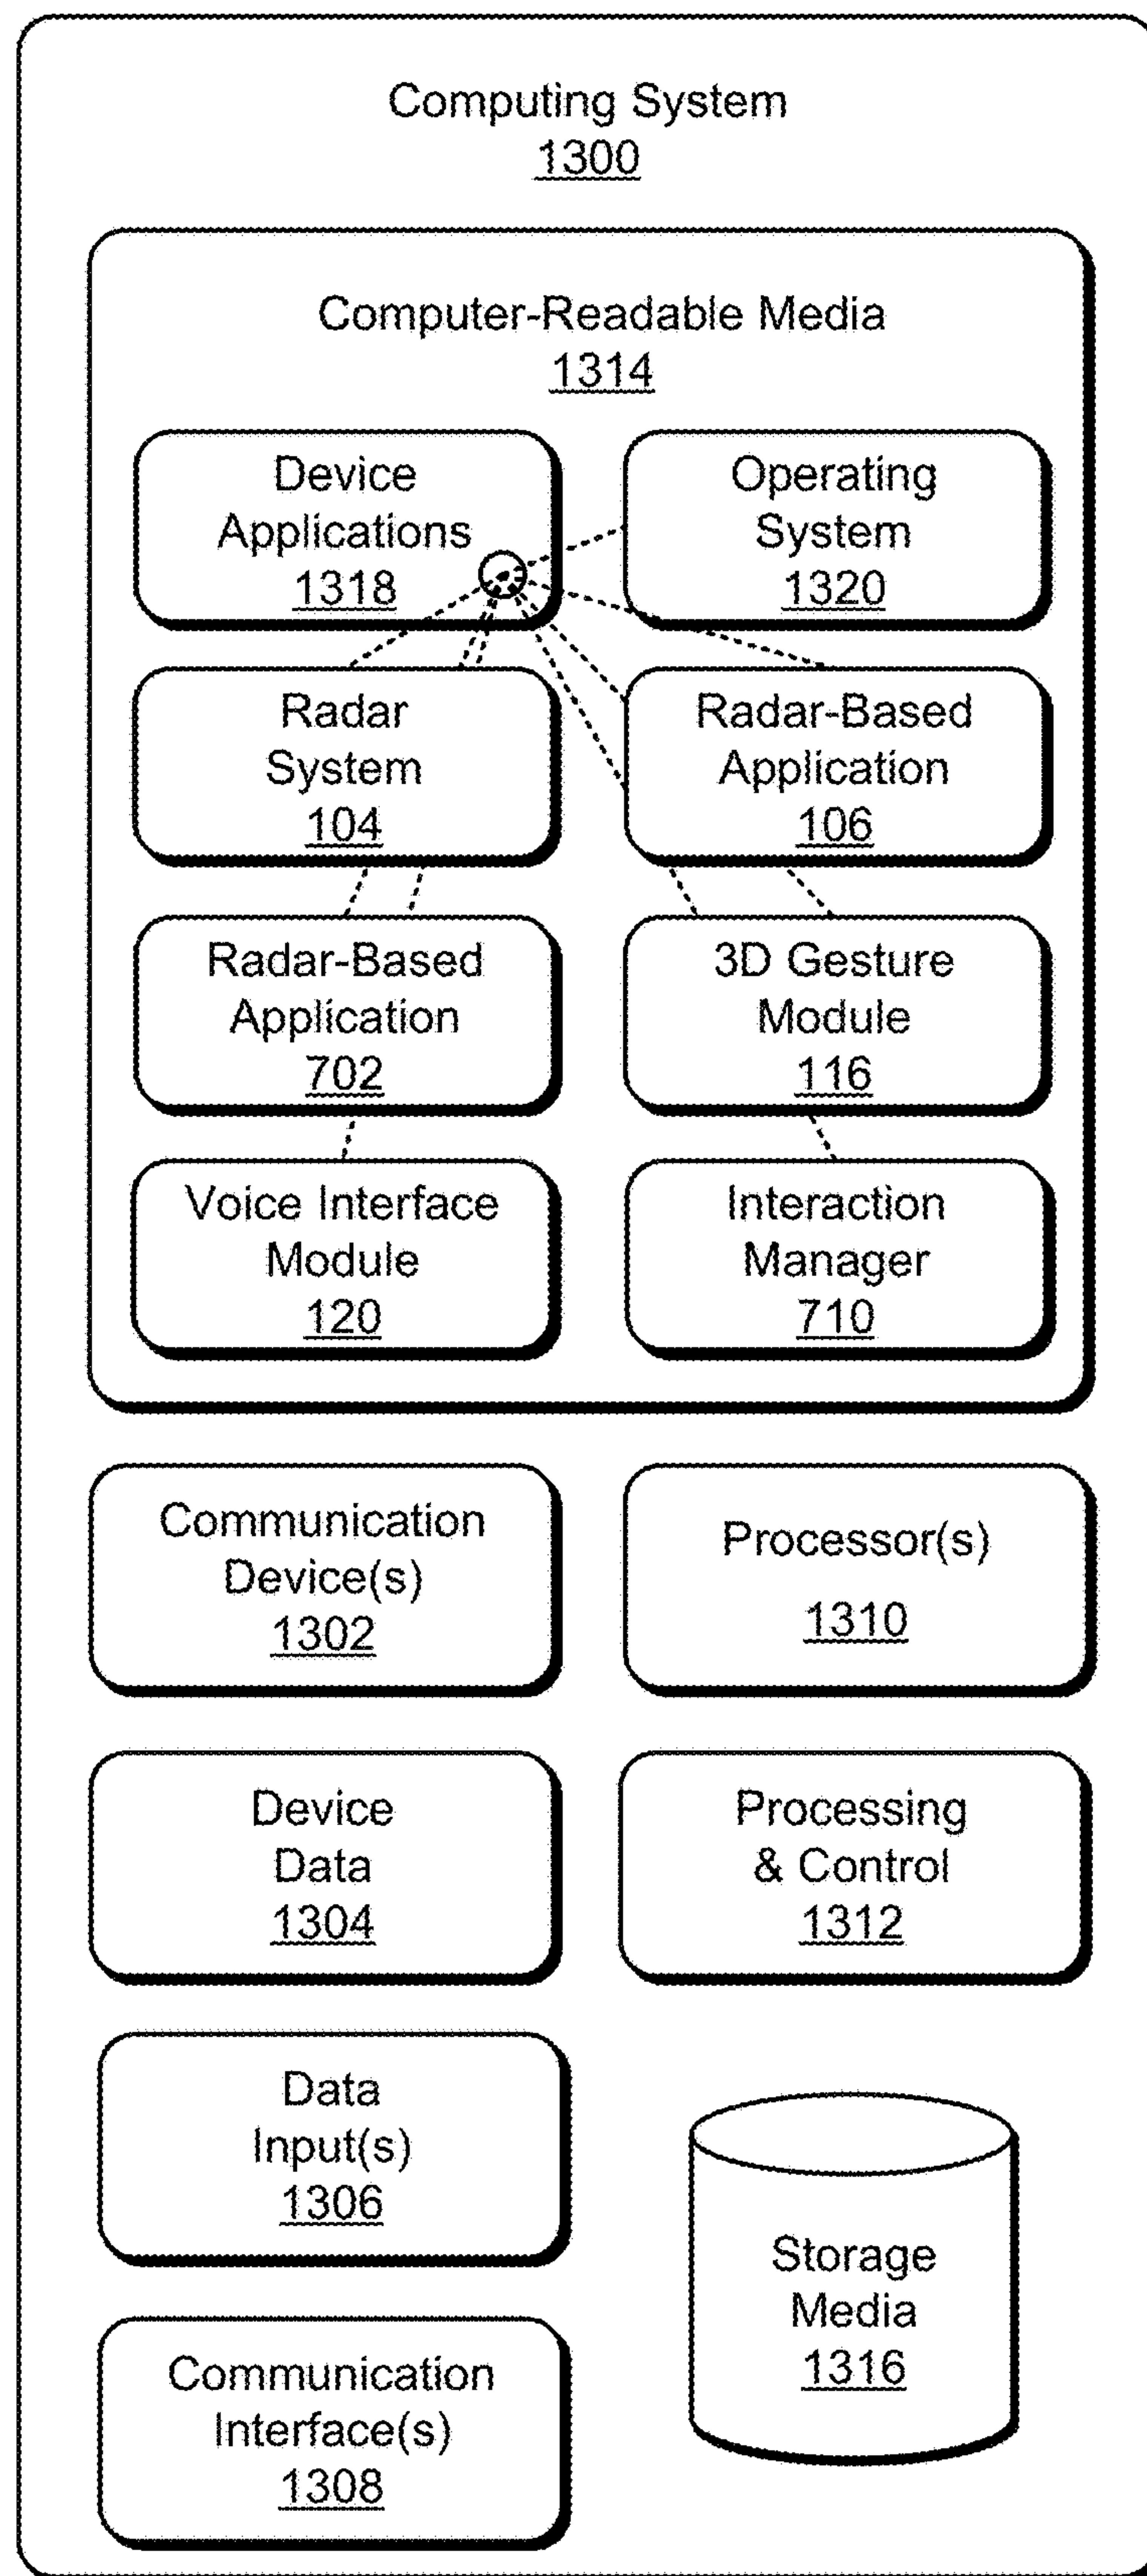 Computing System
1300
Computer-Readable Media
1314
Device
Applications
1318
Operating
System
1320
Radar
System
104
Radar-Based
Application
106
Radar-Based
Application
702
3D Gesture
Module
116
Voice Interface
Module
120
Interaction
Manager
710
Communication
Device(s)
1302
Processor(s)
1310
Device
Data
1304
Processing
& Control
1312
Data
Input(s)
1306
Storage
Media
1316
Communication
Interface(s)
1308